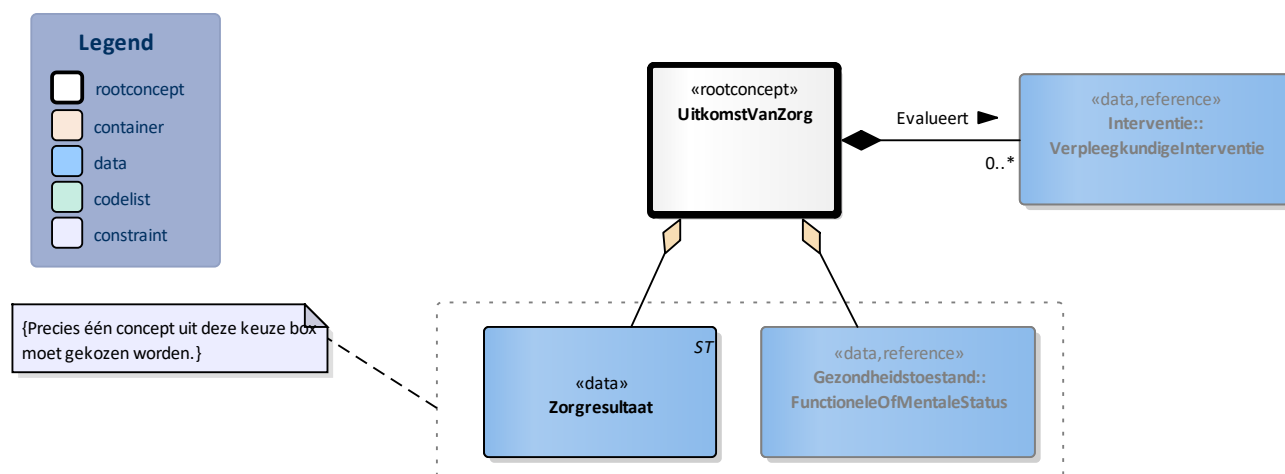 Legend
rootconcept
container
data
codelist
constraint
«rootconcept»
UitkomstVanZorg
Evalueert
0..*
«data,reference»
Interventie::
VerpleegkundigeInterventie
{Precies één concept uit deze keuze box
moet gekozen worden.}
ST
«data»
Zorgresultaat
«data,reference»
Gezondheidstoestand::
FunctioneleOfMentaleStatus